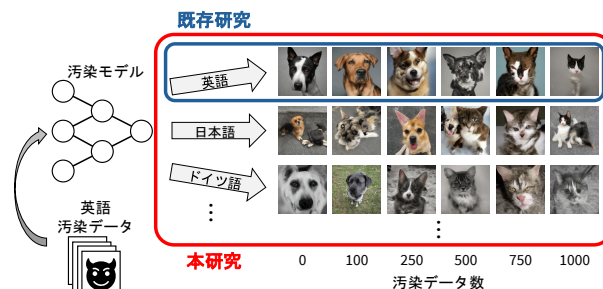 既存研究
汚染モデル
英語
日本語
ドイツ語
⋮
⋮
英語
汚染データ
本研究
0 100 250 500 750 1000
汚染データ数